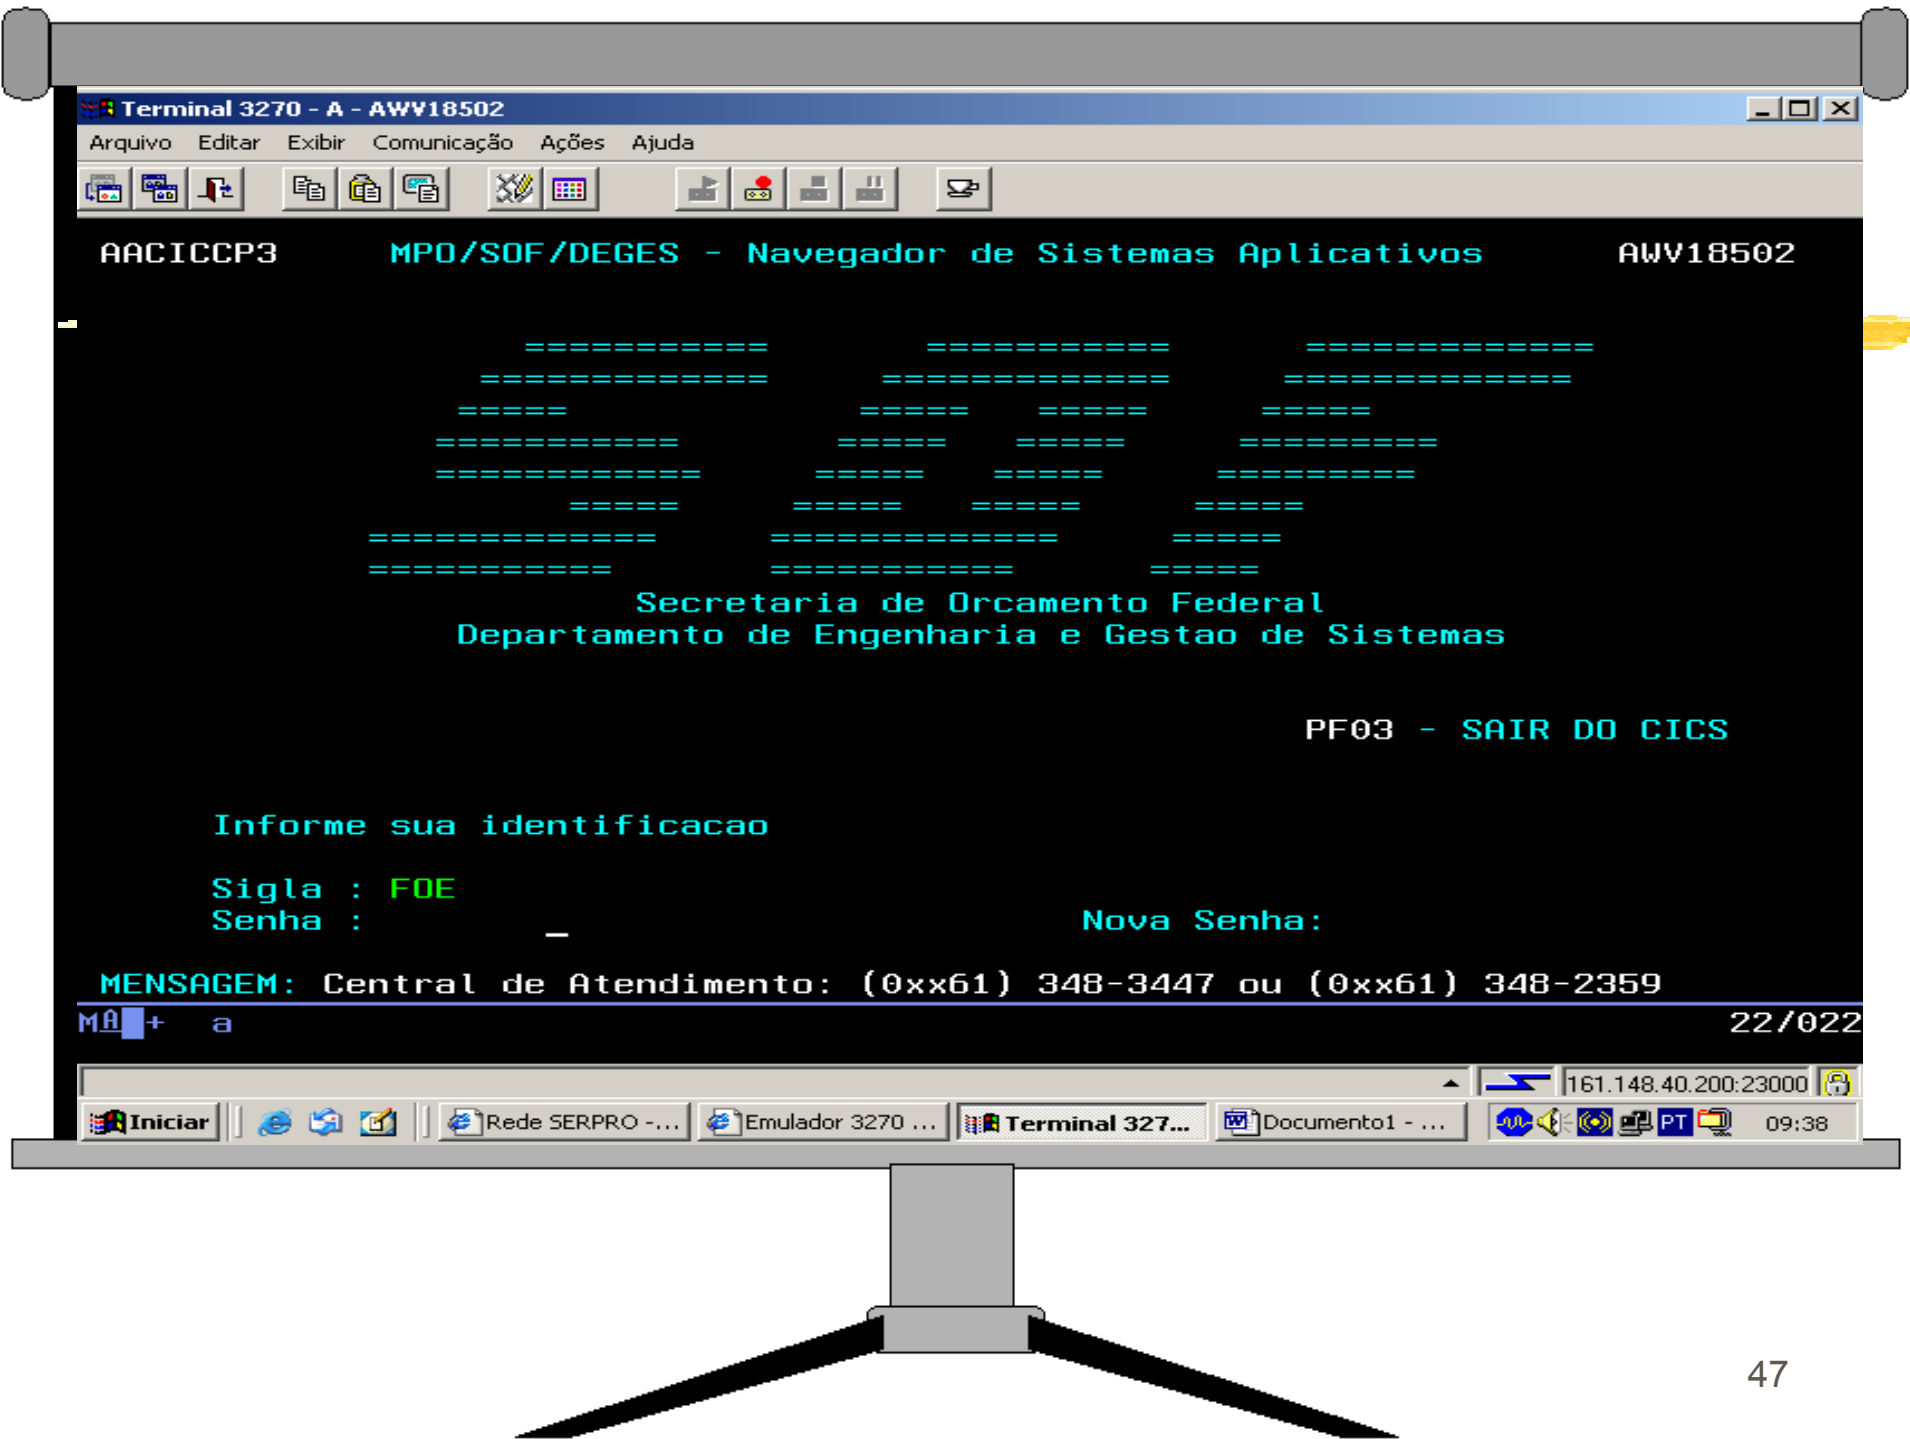 Terminal 3270 - A - AWV18502
Arquivo Editar Exibir Comunicação Ações Ajuda
AACICCP3 MPO/SOF/DEGES - Navegador de Sistemas Aplicativos AWV18502
=========== =========== =============
============= ============= =============
===== ===== ===== =====
============ ===== ===== =========
============ ===== ===== =========
===== ===== ===== =====
============= ============= =====
=========== =========== =====
Secretaria de Orcamento Federal
Departamento de Engenharia e Gestao de Sistemas
PF03 - SAIR DO CICS
Informe sua identificacao
Sigla : FOE
Senha : _ Nova Senha:
MENSAGEM: Central de Atendimento: (0xx61) 348-3447 ou (0xx61) 348-2359
MA + a 22/022
161.148.40.200:23000
Iniciar Rede SERPRO -... Emulador 3270 ... Terminal 327... Documento1 - ... PT 09:38
47